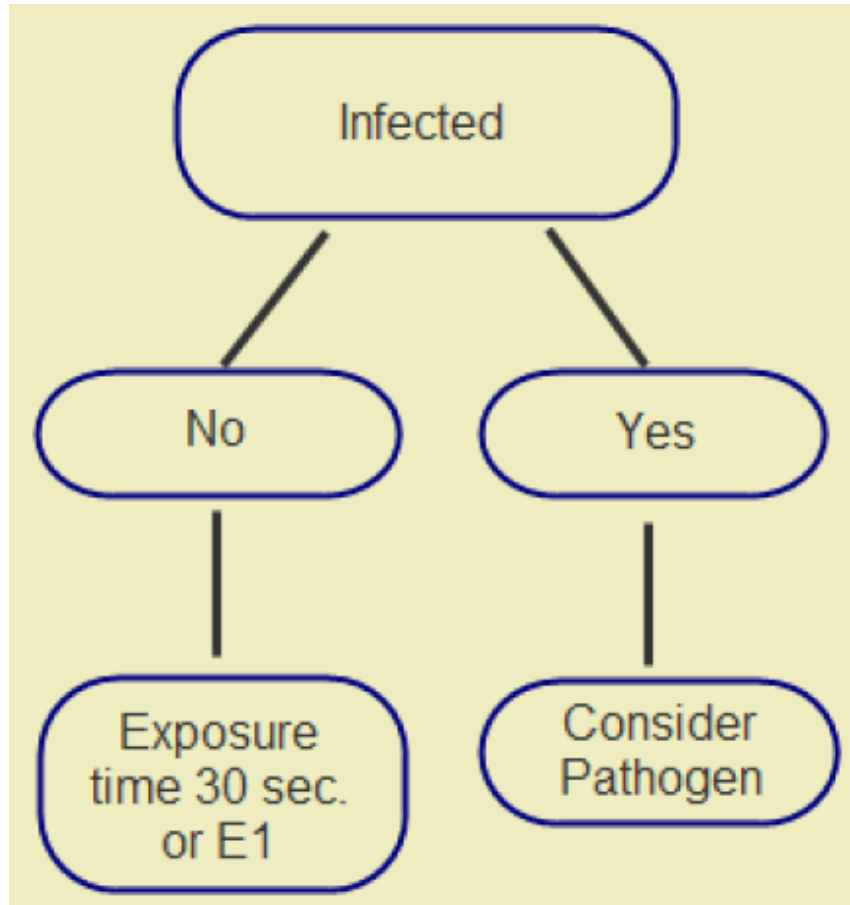 Infected
No
Yes
Exposure
time 30 sec.
or E1
Consider
Pathogen